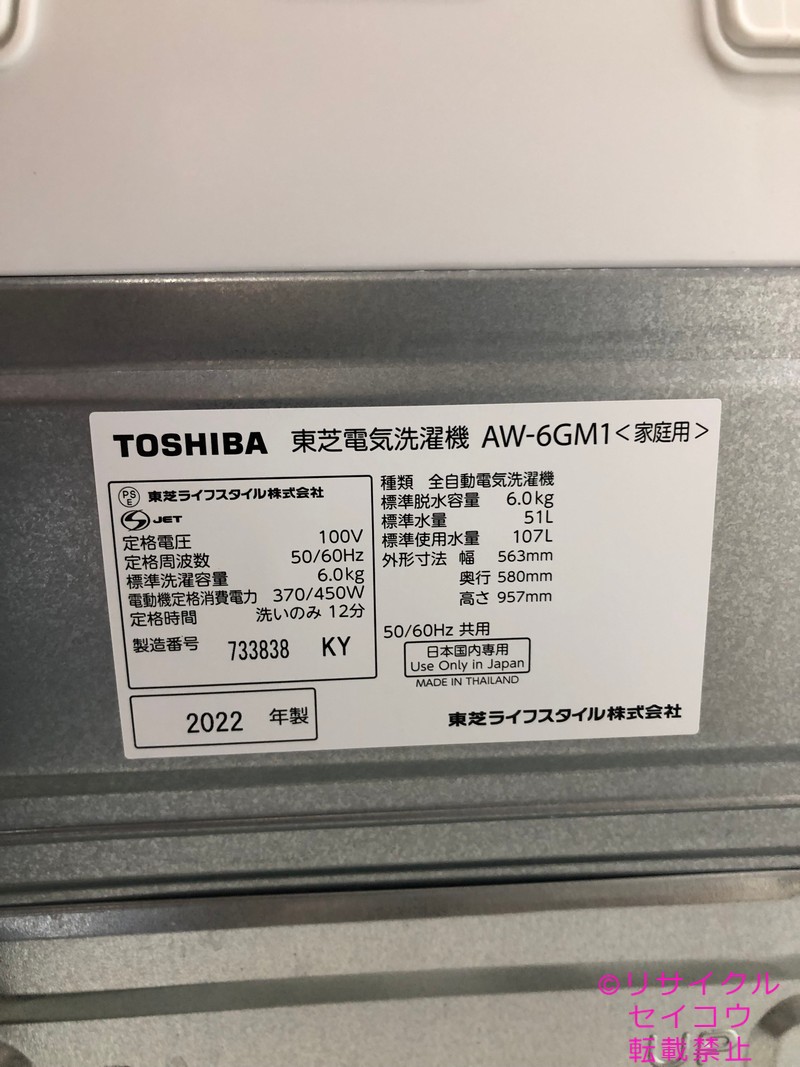 TOSHIBA 東芝電気洗濯機 AW-6GM1<家庭用>
PSE 東芝ライフスタイル株式会社
S JET
定格電圧 100V
定格周波数 50/60Hz
標準洗濯容量 6.0kg
電動機定格消費電力 370/450W
定格時間 洗いのみ 12分
製造番号 733838 KY
2022 年製
種類 全自動電気洗濯機
標準脱水容量 6.0kg
標準水量 51L
標準使用水量 107L
外形寸法 幅 563mm
奥行 580mm
高さ 957mm
50/60Hz 共用
日本国内専用
Use Only in Japan
MADE IN THAILAND
東芝ライフスタイル株式会社
©リサイクル
セイコウ
転載禁止
UP